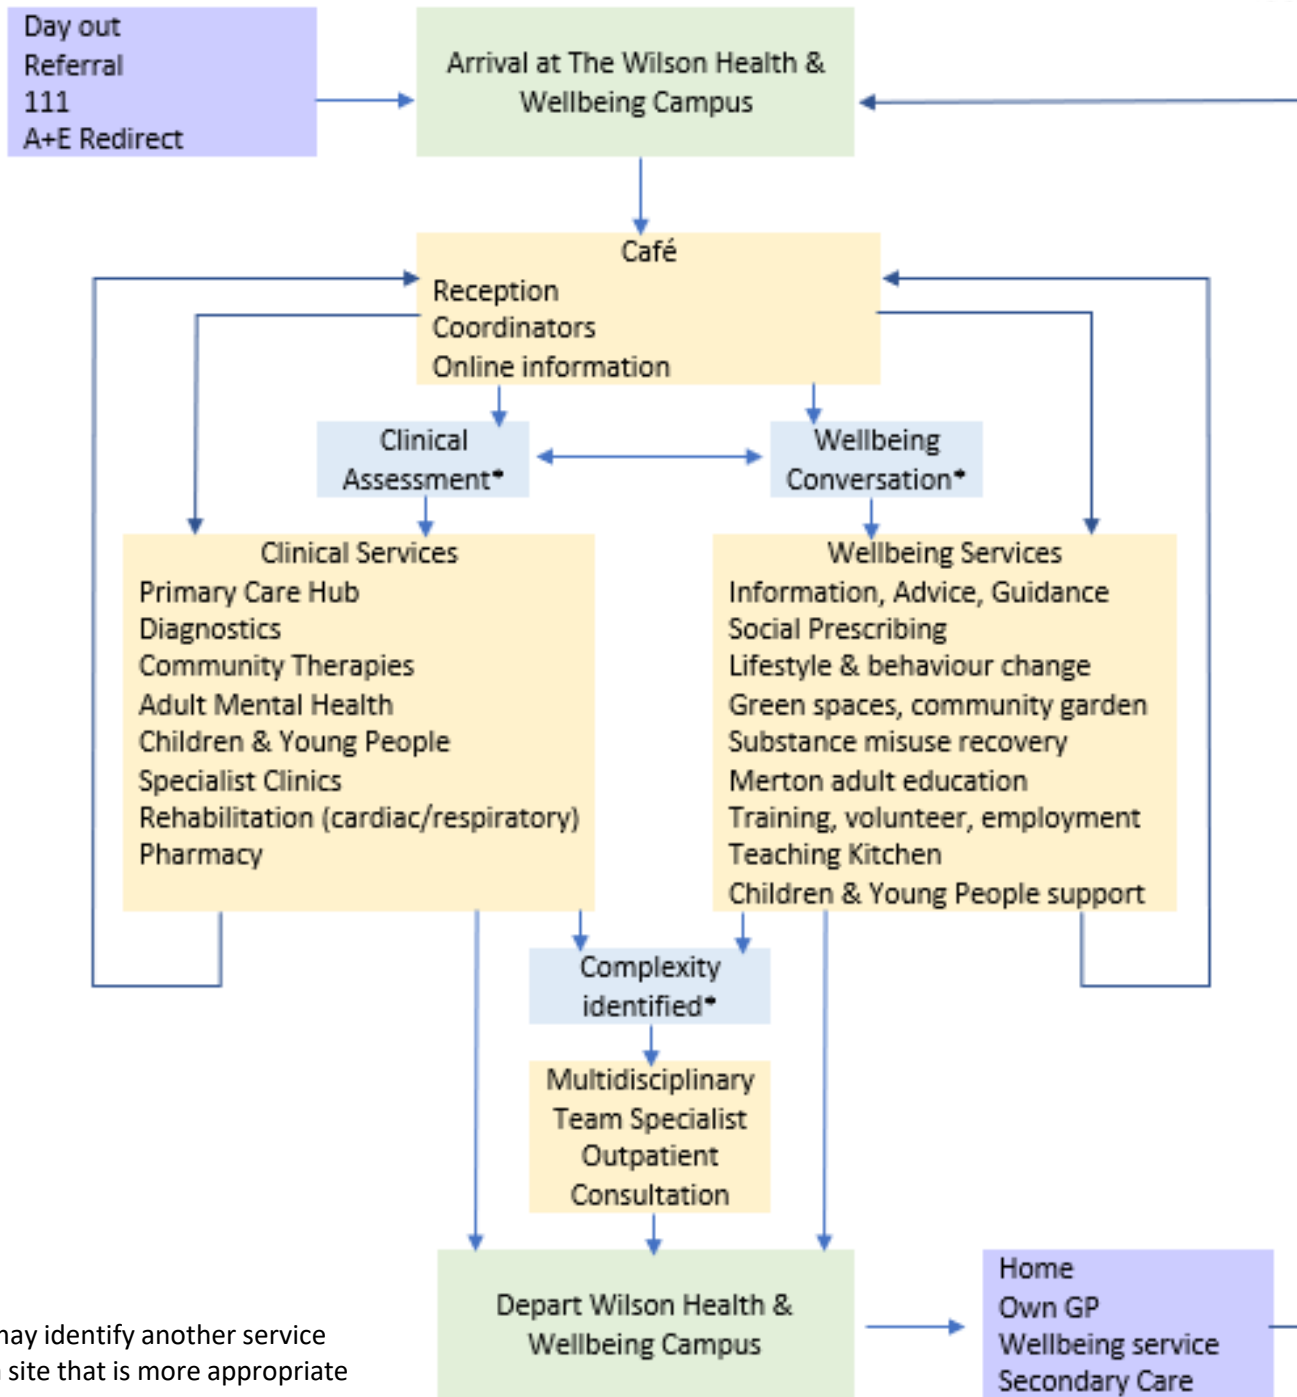 Day out
Referral
111
A+E Redirect
Arrival at The Wilson Health &
Wellbeing Campus
Café
Reception
Coordinators
Online information
Clinical
Assessment*
Wellbeing
Conversation*
Clinical Services
Primary Care Hub
Diagnostics
Community Therapies
Adult Mental Health
Children & Young People
Specialist Clinics
Rehabilitation (cardiac/respiratory)
Pharmacy
Wellbeing Services
Information, Advice, Guidance
Social Prescribing
Lifestyle & behaviour change
Green spaces, community garden
Substance misuse recovery
Merton adult education
Training, volunteer, employment
Teaching Kitchen
Children & Young People support
Complexity
identified*
Multidisciplinary
Team Specialist
Outpatient
Consultation
Depart Wilson Health &
Wellbeing Campus
Home
Own GP
Wellbeing service
Secondary Care
may identify another service
site that is more appropriate